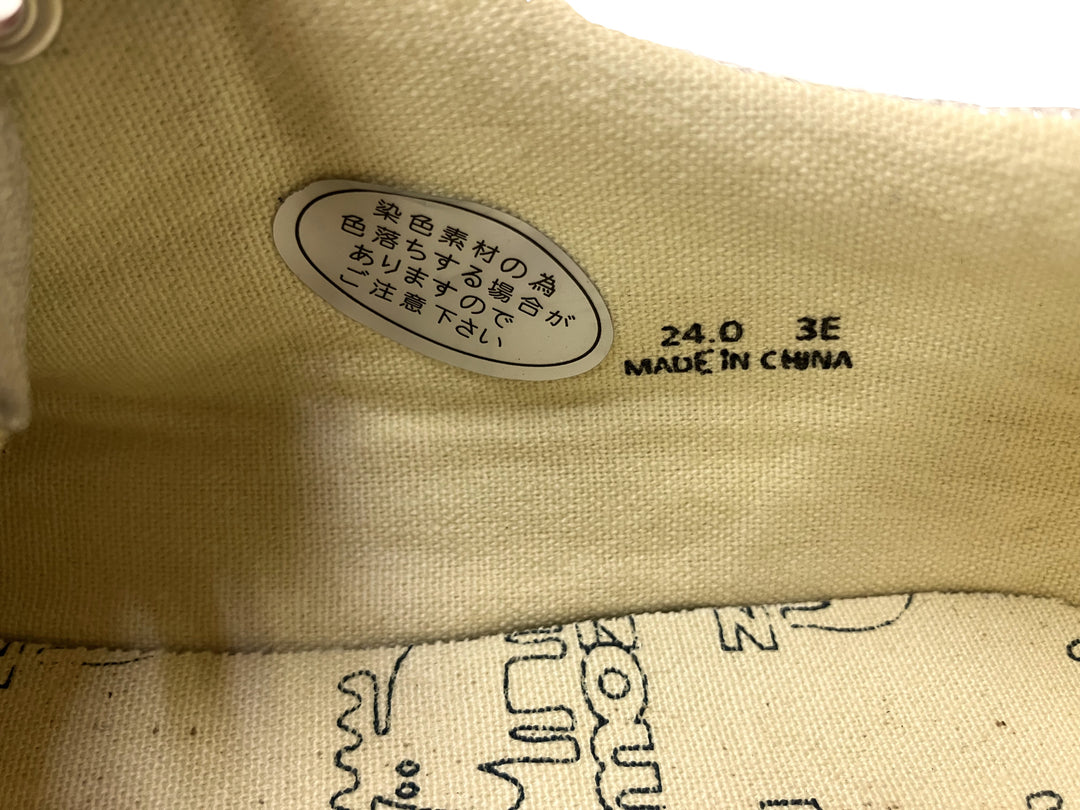 染色素材の為
色落ちする場合が
ありますので
ご注意下さい
24.0 3E
MADE IN CHINA